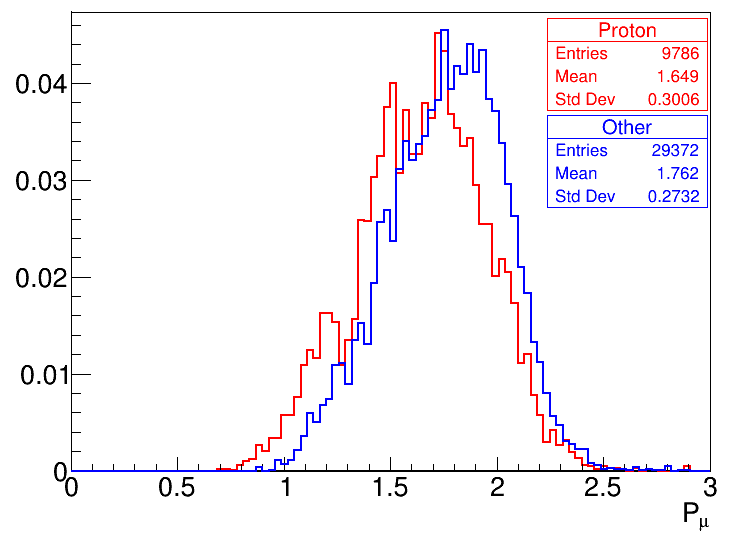 Proton
Entries 9786
Mean 1.649
Std Dev 0.3006
Other
Entries 29372
Mean 1.762
Std Dev 0.2732
0.04
0.03
0.02
0.01
0
0 0.5 1 1.5 2 2.5 3
Pμ